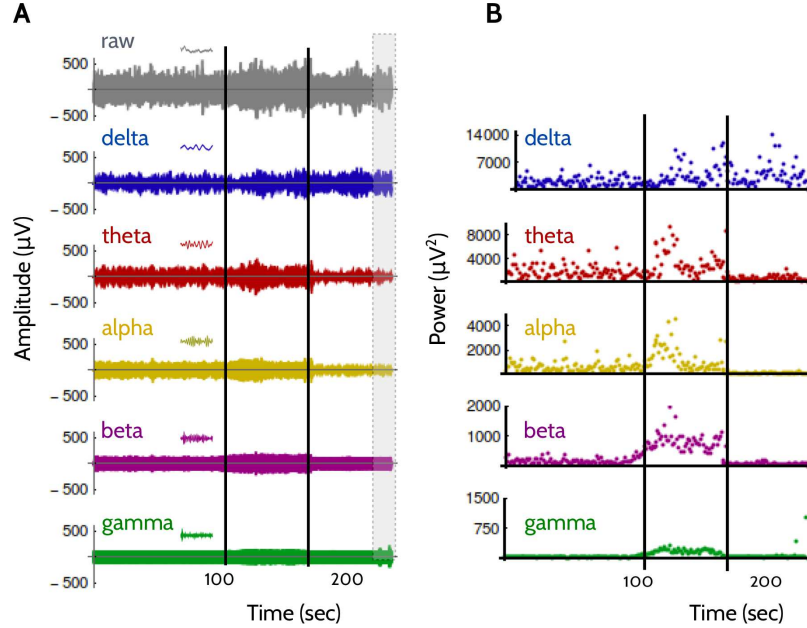 A
raw
500
− 500
delta
500
− 500
theta
500
− 500
alpha
500
− 500
beta
500
− 500
gamma
500
− 500
100
200
Amplitude (µV)
Time (sec)
B
delta
14000
7000
theta
8000
4000
alpha
4000
2000
beta
2000
1000
gamma
1500
750
100
200
Power (µV²)
Time (sec)